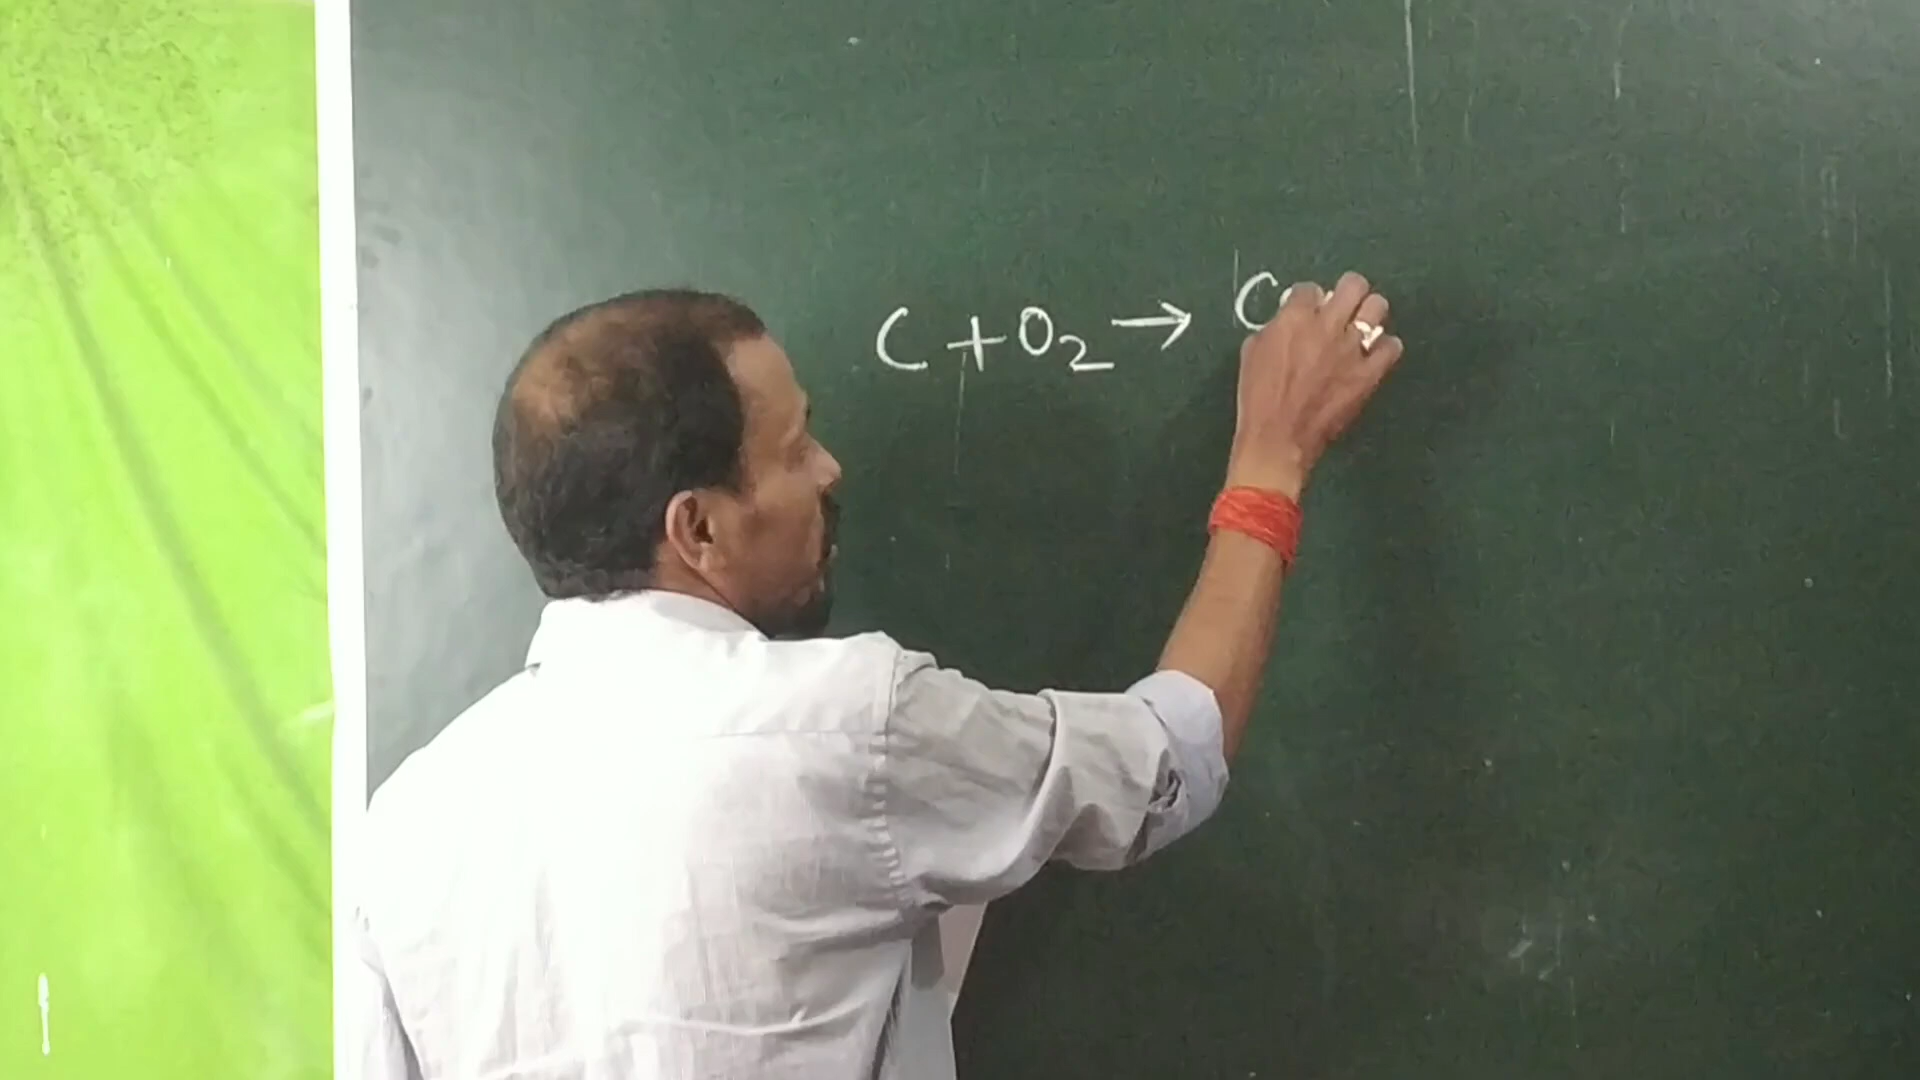 C + O₂ → C